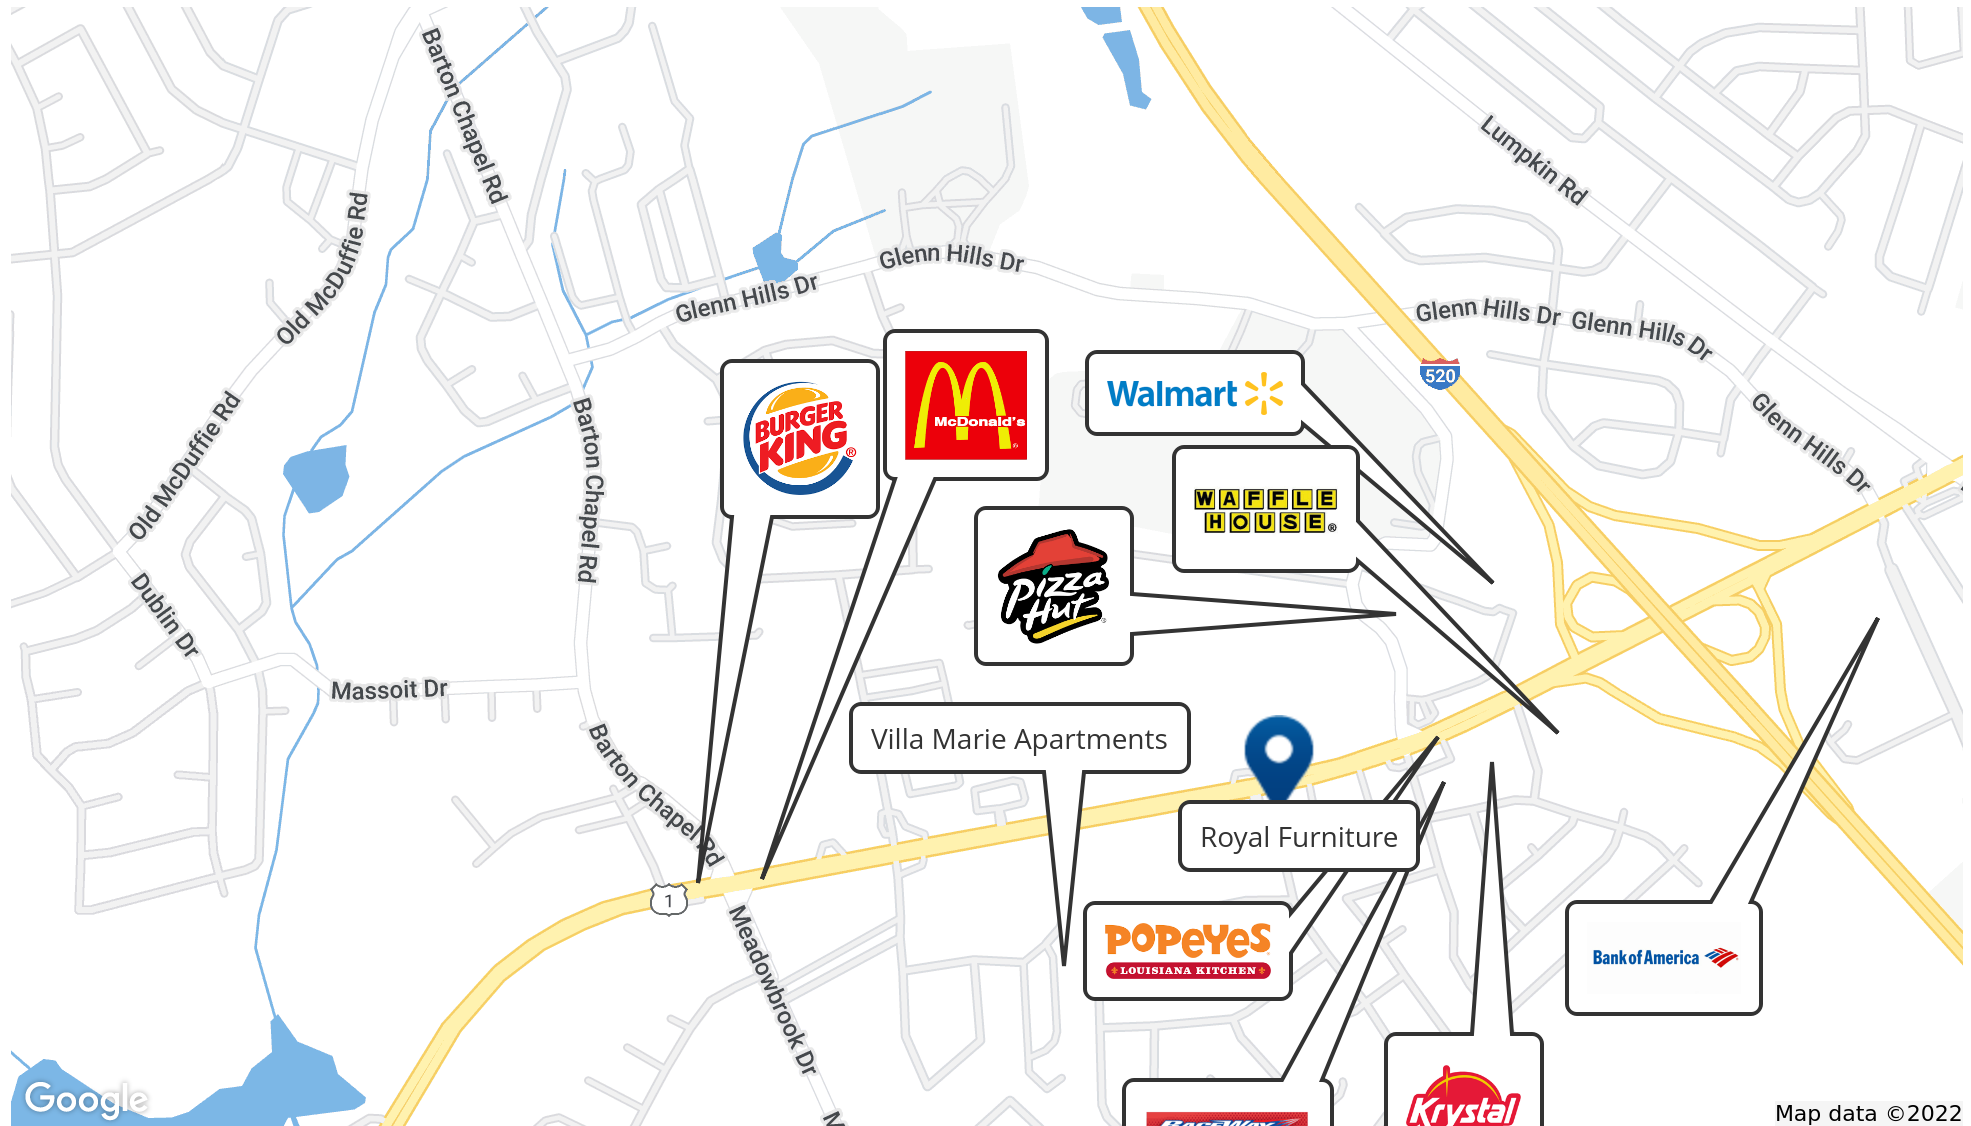 Barton Chapel Rd
Lumpkin Rd
Old McDuffie Rd
Glenn Hills Dr
Glenn Hills Dr
Glenn Hills Dr
Glenn Hills Dr
BURGER
KING®
McDonald's
Walmart
520
Old McDuffie Rd
Barton Chapel Rd
Glenn Hills Dr
WAFFLE
HOUSE®
Pizza
Hut
Dublin Dr
Massoit Dr
Villa Marie Apartments
Barton Chapel Rd
Royal Furniture
1
Meadowbrook Dr
POPEYES
LOUISIANA KITCHEN
Bank of America
Google
Krystal
RACEWAY
M
Map data ©2022